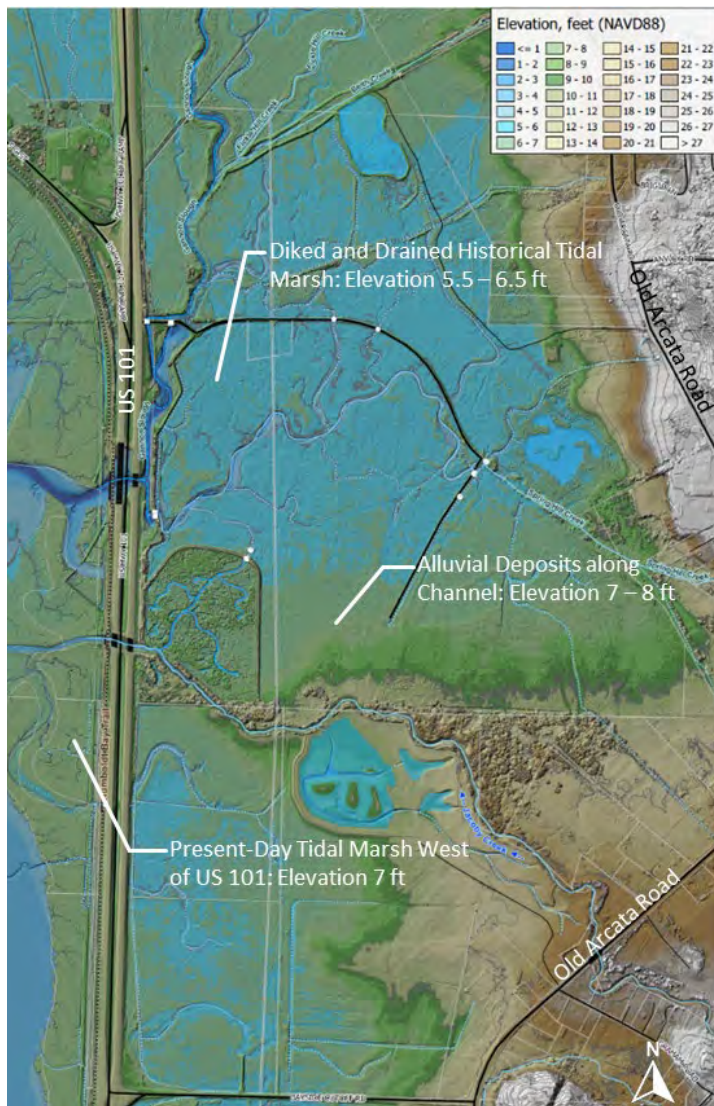 Elevation, feet (NAVD88)
<= 1
1 - 2
2 - 3
3 - 4
4 - 5
5 - 6
6 - 7
7 - 8
8 - 9
9 - 10
10 - 11
11 - 12
12 - 13
13 - 14
14 - 15
15 - 16
16 - 17
17 - 18
18 - 19
19 - 20
20 - 21
21 - 22
22 - 23
23 - 24
24 - 25
25 - 26
26 - 27
> 27
Diked and Drained Historical Tidal
Marsh: Elevation 5.5 – 6.5 ft
Old Arcata Road
US 101
Alluvial Deposits along
Channel: Elevation 7 – 8 ft
Jacoby Creek
Present-Day Tidal Marsh West
of US 101: Elevation 7 ft
Old Arcata Road
N